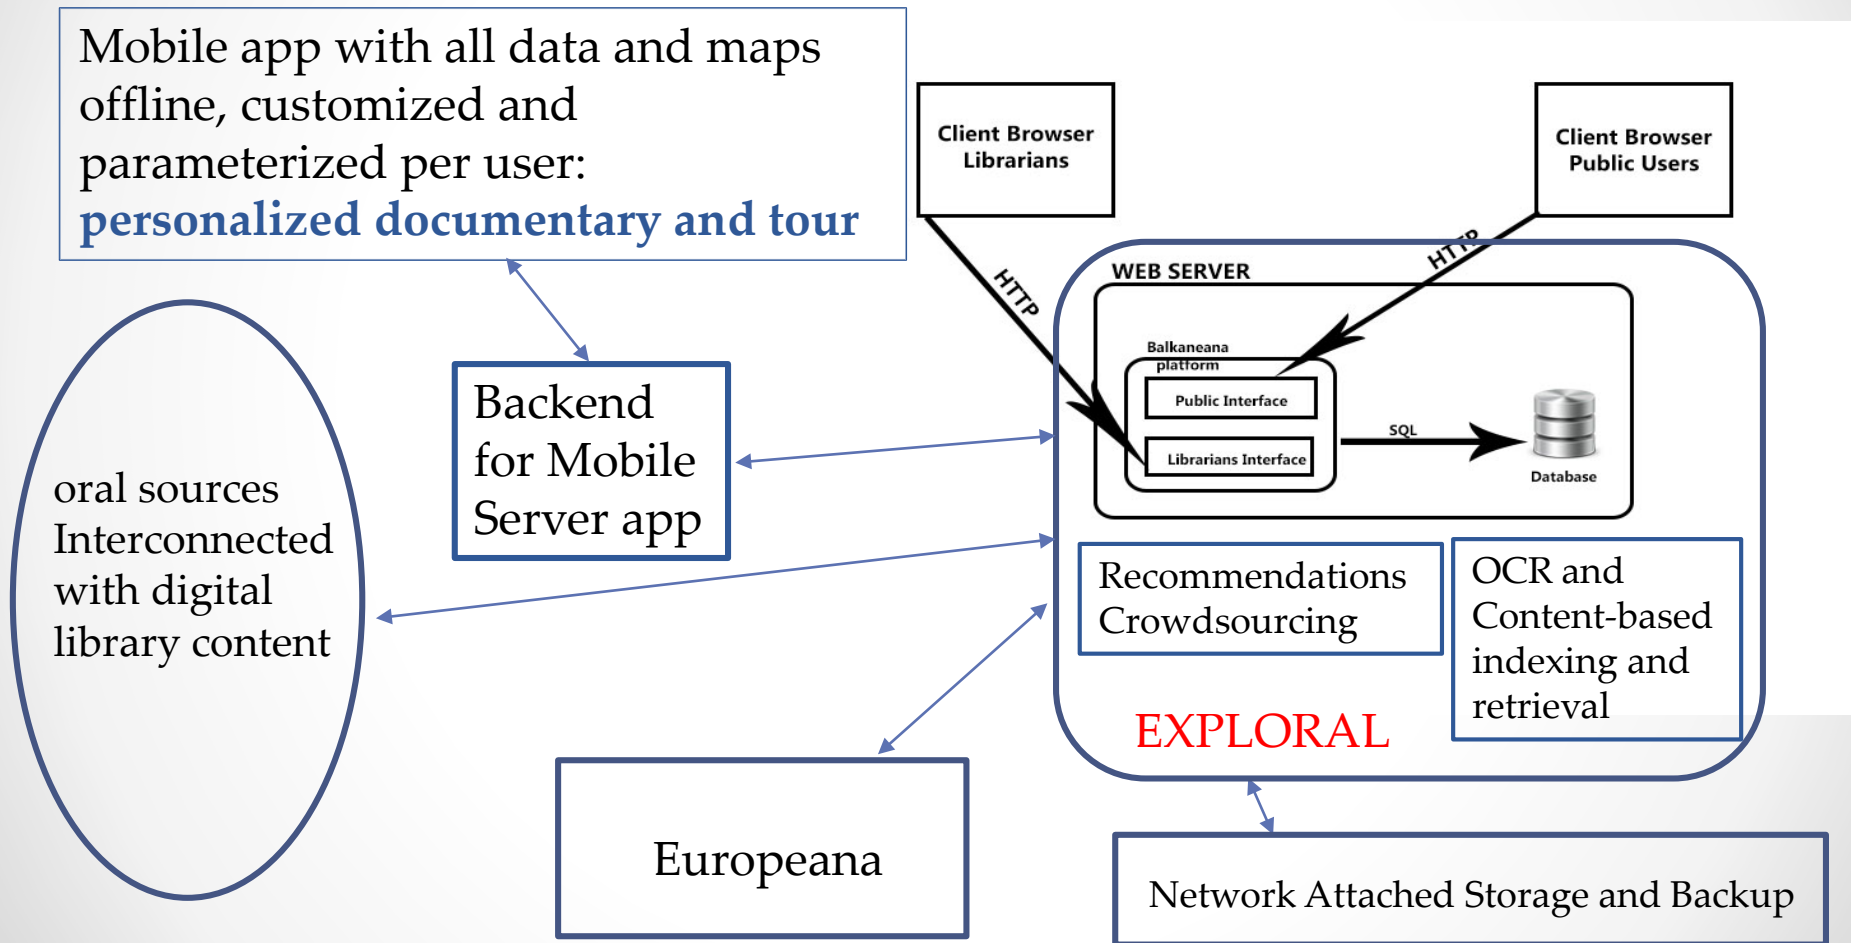 Mobile app with all data and maps
offline, customized and
parameterized per user:
personalized documentary and tour
Client Browser
Librarians
Client Browser
Public Users
HTTP
HTTP
WEB SERVER
Balkaneana
platform
Public Interface
Librarians Interface
SQL
Database
Backend
for Mobile
Server app
oral sources
Interconnected
with digital
library content
Recommendations
Crowdsourcing
OCR and
Content-based
indexing and
retrieval
EXPLORAL
Europeana
Network Attached Storage and Backup